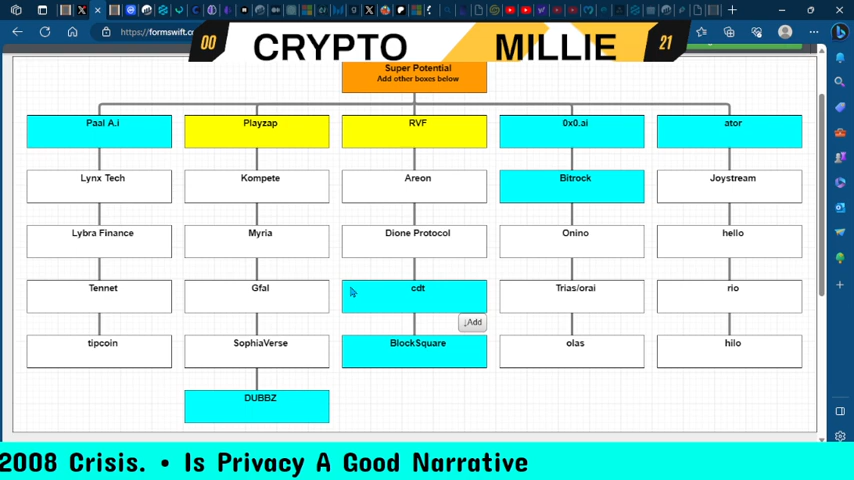 https://formswift.c
00 CRYPTO MILLIE 21
Super Potential
Add other boxes below
Paal A.i Playzap RVF 0x0.ai ator
Lynx Tech Kompete Areon Bitrock Joystream
Lybra Finance Myria Dione Protocol Onino hello
Tennet Gfal cdt Trias/orai rio
↓Add
tipcoin SophiaVerse BlockSquare olas hilo
DUBBZ
2008 Crisis. • Is Privacy A Good Narrative